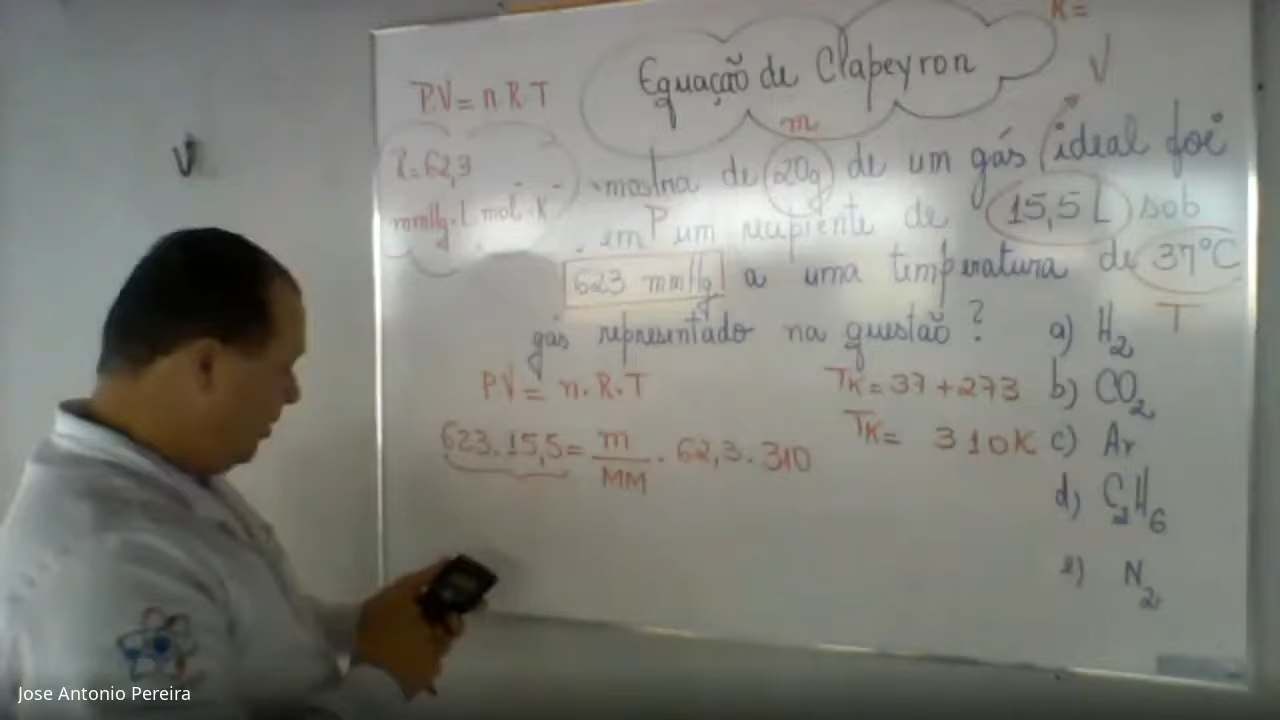 R=
Equação de Clapeyron
V
P.V = n.R.T
m
R=62,3
mostra de 20g de um gás ideal foi
mmHg.L mol.K
em P um recipiente de 15,5 L sob
623 mmHg a uma temperatura de 37°C
gás representado na questão? a) H2 T
PV = n.R.T TK = 37 + 273 b) CO2
623.15,5 = m/MM . 62,3.310 TK = 310K c) Ar
d) C2H6
e) N2
Jose Antonio Pereira